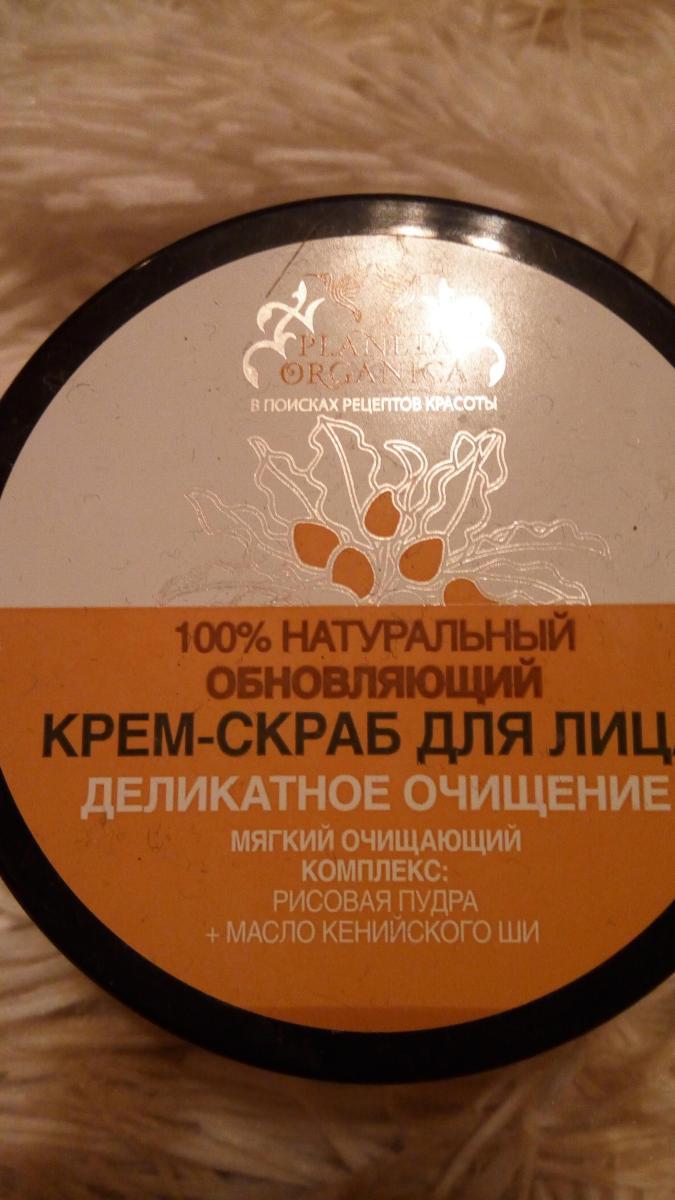 PLANETA
ORGANICA
В ПОИСКАХ РЕЦЕПТОВ КРАСОТЫ
100% НАТУРАЛЬНЫЙ
ОБНОВЛЯЮЩИЙ
КРЕМ-СКРАБ ДЛЯ ЛИЦА
ДЕЛИКАТНОЕ ОЧИЩЕНИЕ
МЯГКИЙ ОЧИЩАЮЩИЙ
КОМПЛЕКС:
РИСОВАЯ ПУДРА
+ МАСЛО КЕНИЙСКОГО ШИ